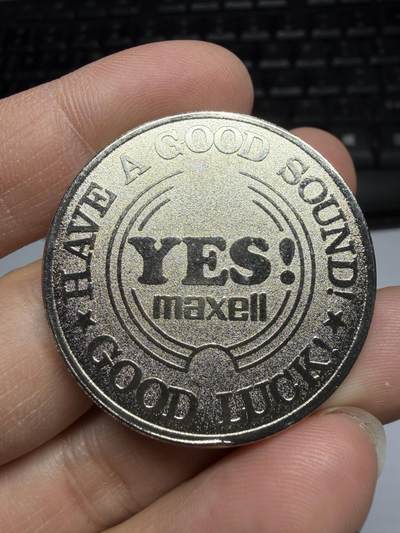 HAVE A GOOD SOUND!
YES!
maxell
★ GOOD LUCK! ★